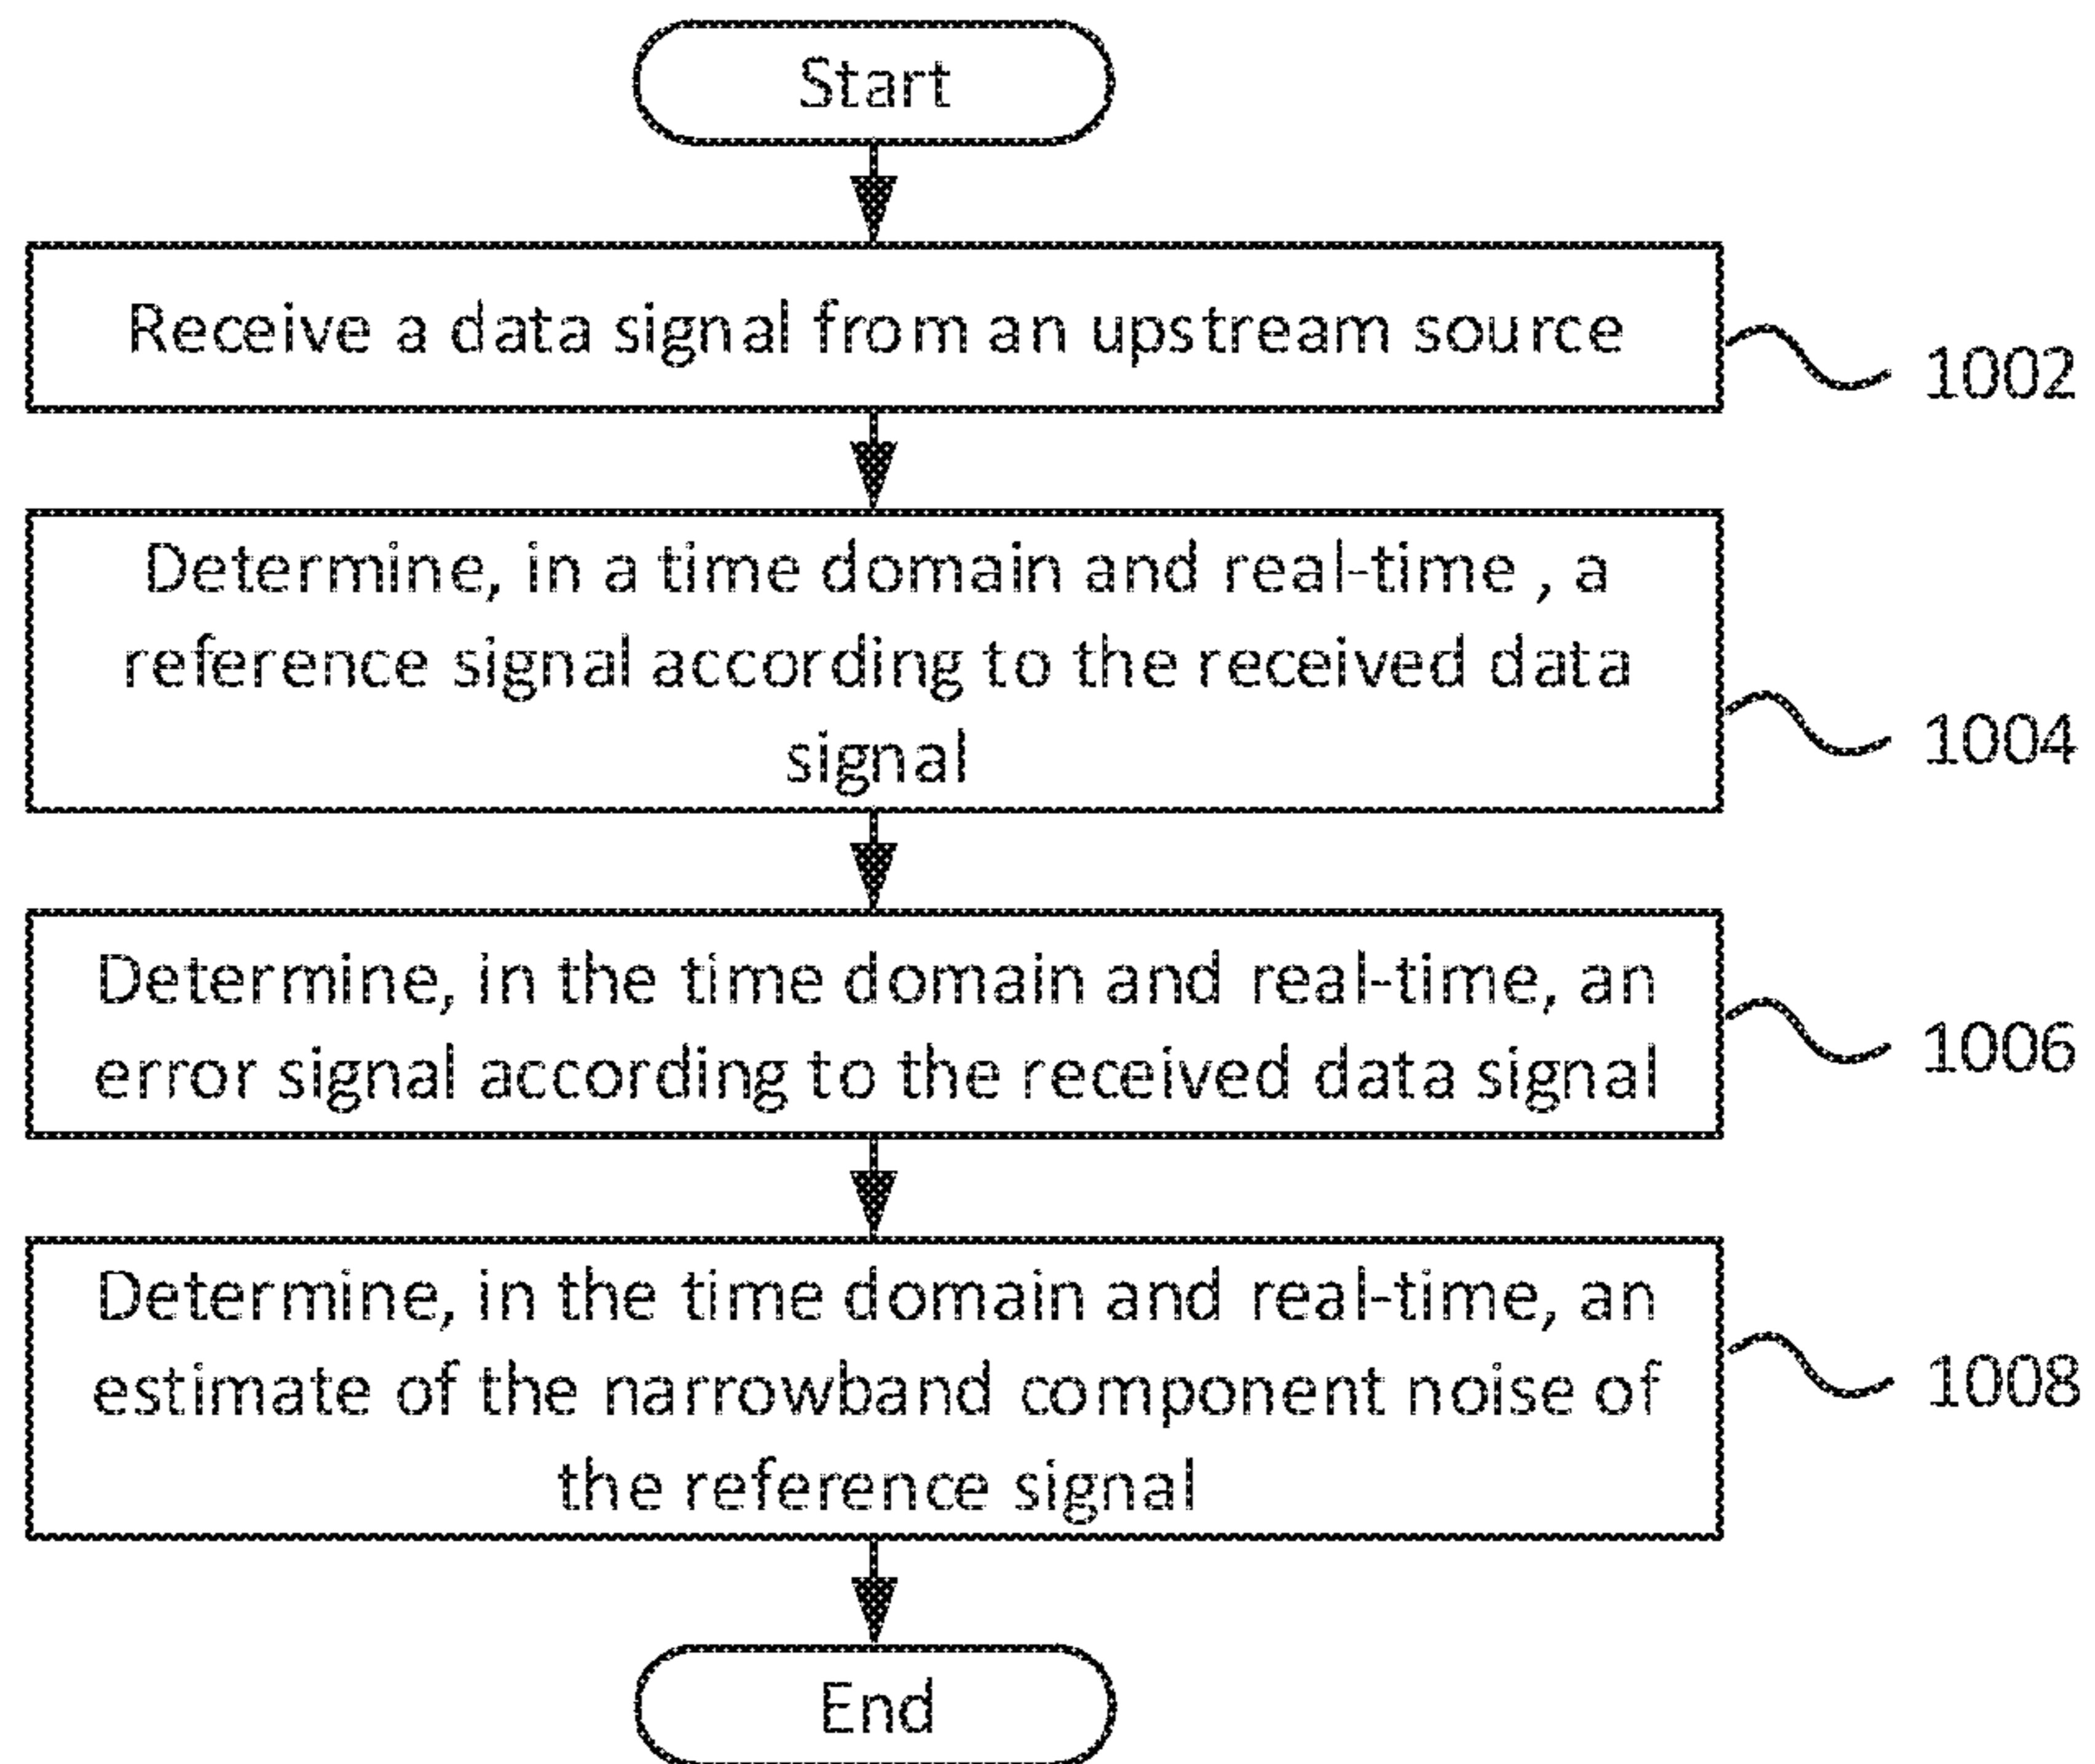 Start
Receive a data signal from an upstream source
1002
Determine, in a time domain and real-time , a
reference signal according to the received data
signal
1004
Determine, in the time domain and real-time, an
error signal according to the received data signal
1006
Determine, in the time domain and real-time, an
estimate of the narrowband component noise of
the reference signal
1008
End